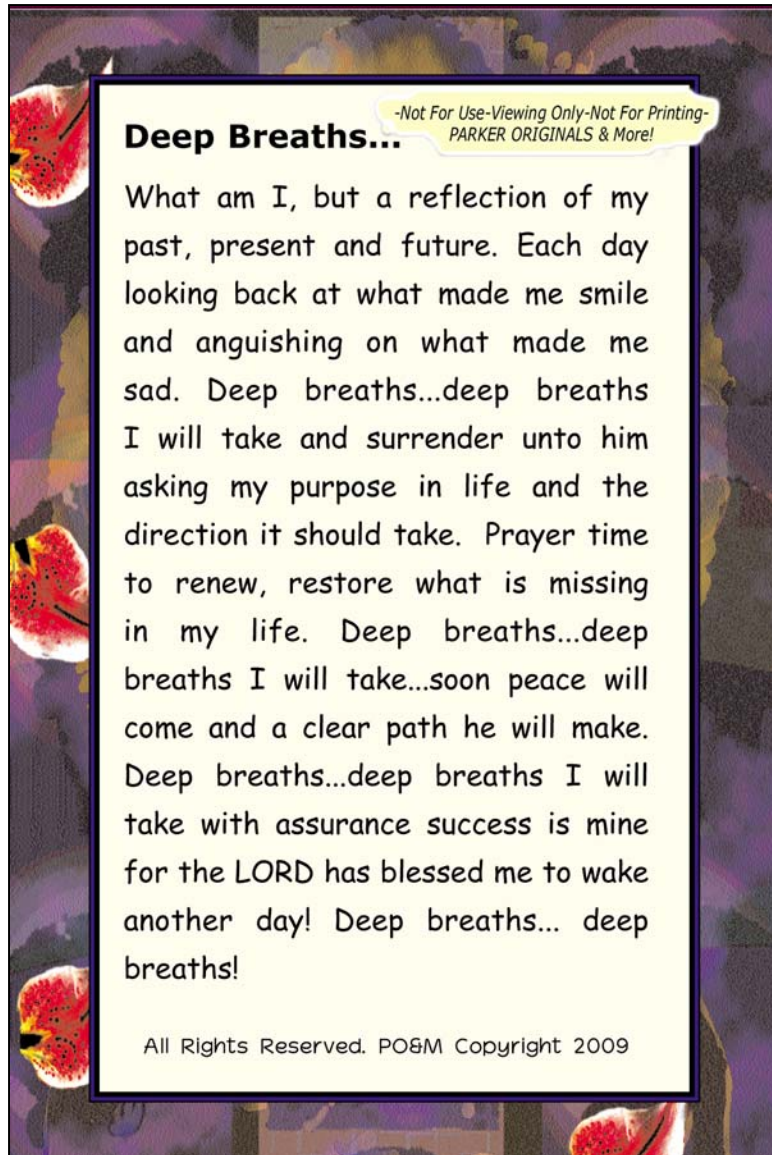 -Not For Use-Viewing Only-Not For Printing-
PARKER ORIGINALS & More!
Deep Breaths...
What am I, but a reflection of my
past, present and future. Each day
looking back at what made me smile
and anguishing on what made me
sad. Deep breaths...deep breaths
I will take and surrender unto him
asking my purpose in life and the
direction it should take. Prayer time
to renew, restore what is missing
in my life. Deep breaths...deep
breaths I will take...soon peace will
come and a clear path he will make.
Deep breaths...deep breaths I will
take with assurance success is mine
for the LORD has blessed me to wake
another day! Deep breaths... deep
breaths!
All Rights Reserved. PO&M Copyright 2009